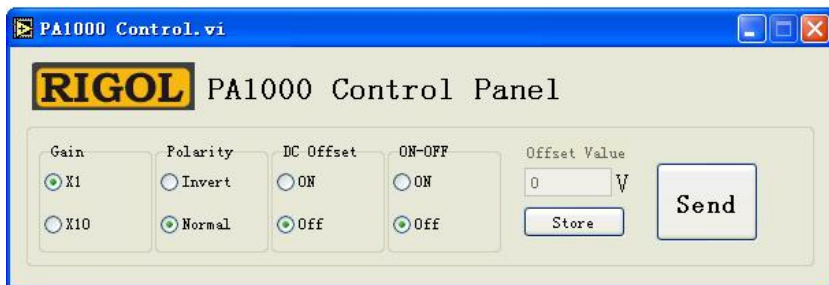 PA1000 Control.vi
RIGOL PA1000 Control Panel
Gain Polarity DC Offset ON-OFF Offset Value
X1 Invert ON ON 0 V
X10 Normal Off Off Store
Send